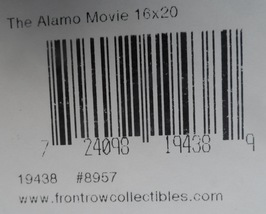 The Alamo Movie 16x20
7 24098 19438 9
19438 #8957
www.frontrowcollectibles.com